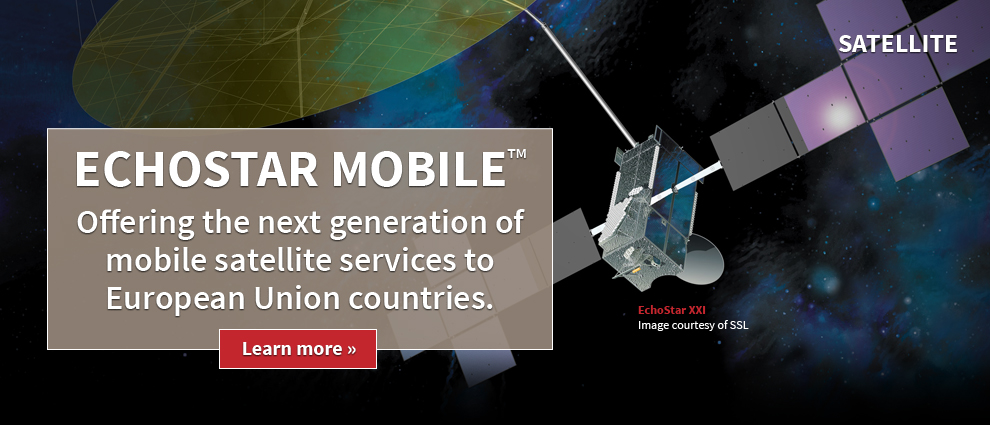 SATELLITE
ECHOSTAR MOBILE™
Offering the next generation of
mobile satellite services to
European Union countries.
Learn more »
EchoStar XXI
Image courtesy of SSL